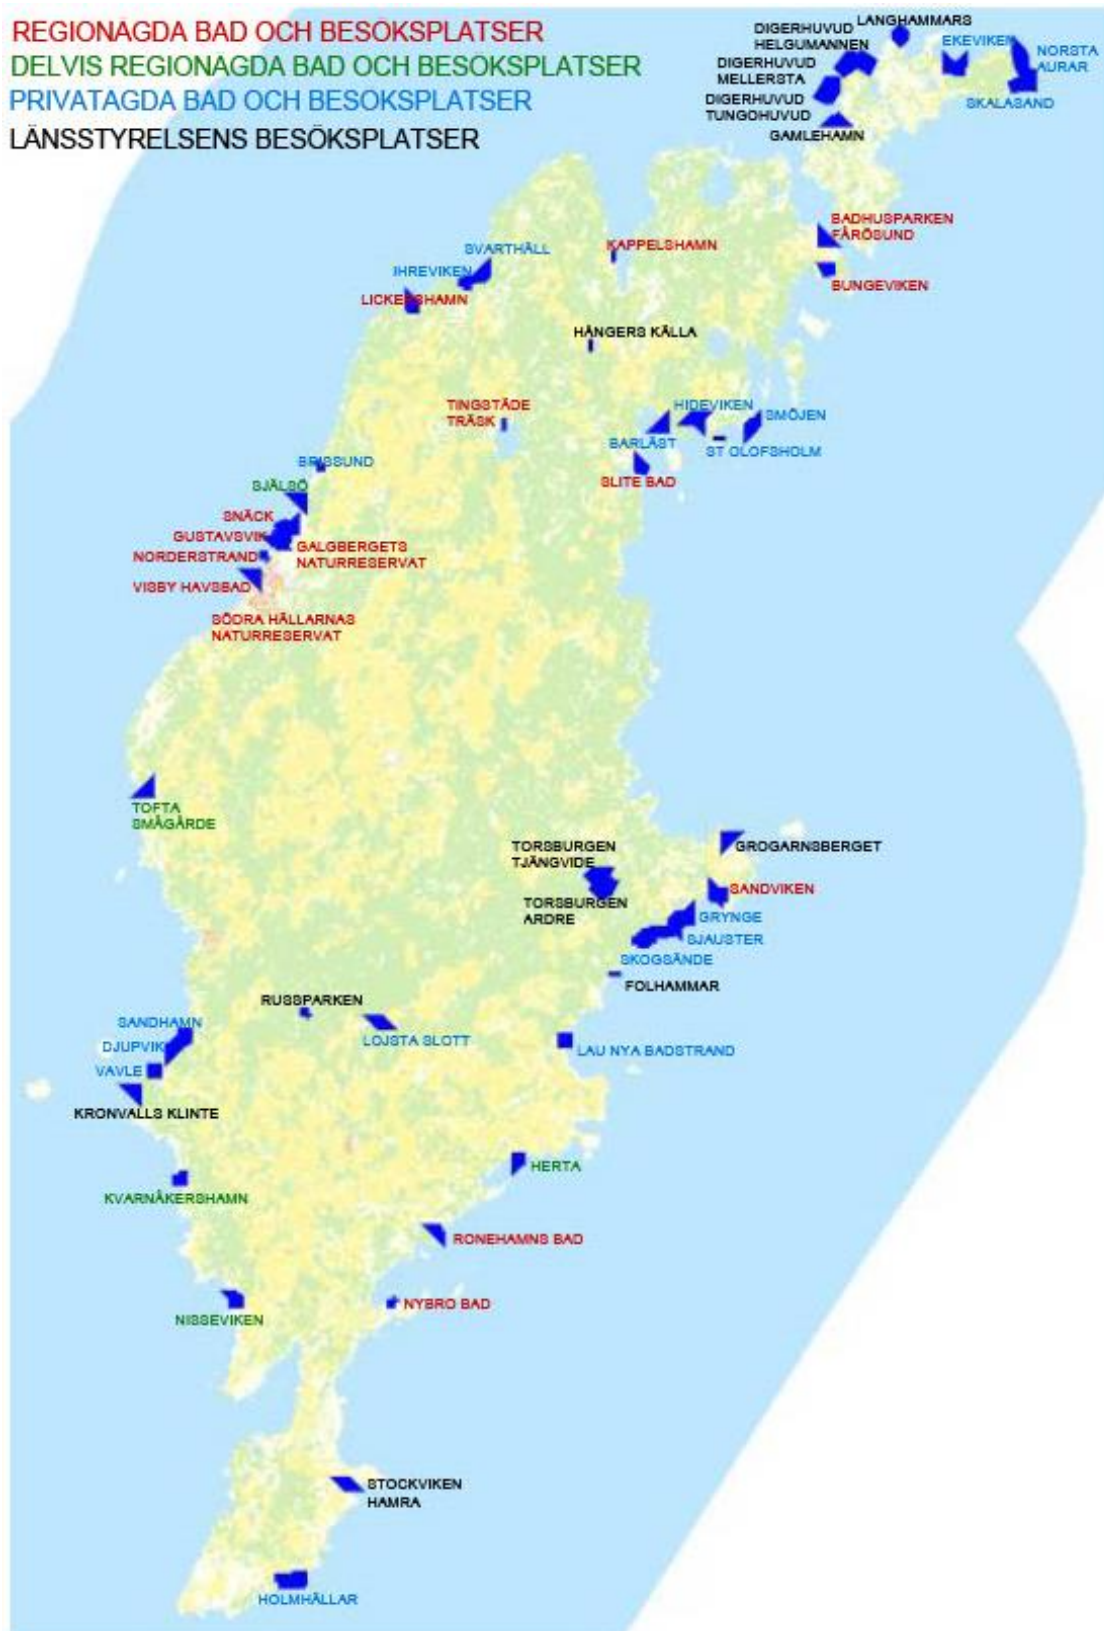 REGIONAGDA BAD OCH BESÖKSPLATSER
DELVIS REGIONAGDA BAD OCH BESÖKSPLATSER
PRIVATAGDA BAD OCH BESOKSPLATSER
LÄNSSTYRELSENS BESÖKSPLATSER
LANGHAMMARS
DIGERHUVUD
HELGUMANNEN
EKEVIKEN
NORSTA
AURAR
DIGERHUVUD
MELLERSTA
DIGERHUVUD
TUNGOHUVUD
SKALASAND
GAMLEHAMN
BADHUSPARKEN
FÅRÖSUND
KAPPELSHAMN
SVARTHÄLL
IHREVIKEN
BUNGEVIKEN
LICKERSHAMN
HÄNGERS KÄLLA
TINGSTÄDE
TRÄSK
HIDEVIKEN
SMÖJEN
BARLÄST
ST OLOFSHOLM
BRISSUND
SLITE BAD
SJÄLSÖ
SNÄCK
GUSTAVSVIK
GALGBERGETS
NATURRESERVAT
NORDERSTRAND
VISBY HAVSBAD
SÖDRA HÄLLARNAS
NATURRESERVAT
TOFTA
SMÅGÅRDE
TORSBURGEN
TJÄNGVIDE
GROGARNSBERGET
SANDVIKEN
TORSBURGEN
ARDRE
GRYNGE
SJAUSTER
SKOGSÄNDE
FOLHAMMAR
RUSSPARKEN
SANDHAMN
LOJSTA SLOTT
DJUPVIK
LAU NYA BADSTRAND
VAVLE
KRONVALLS KLINTE
HERTA
KVARNÅKERSHAMN
RONEHAMNS BAD
NYBRO BAD
NISSEVIKEN
STOCKVIKEN
HAMRA
HOLMHÄLLAR